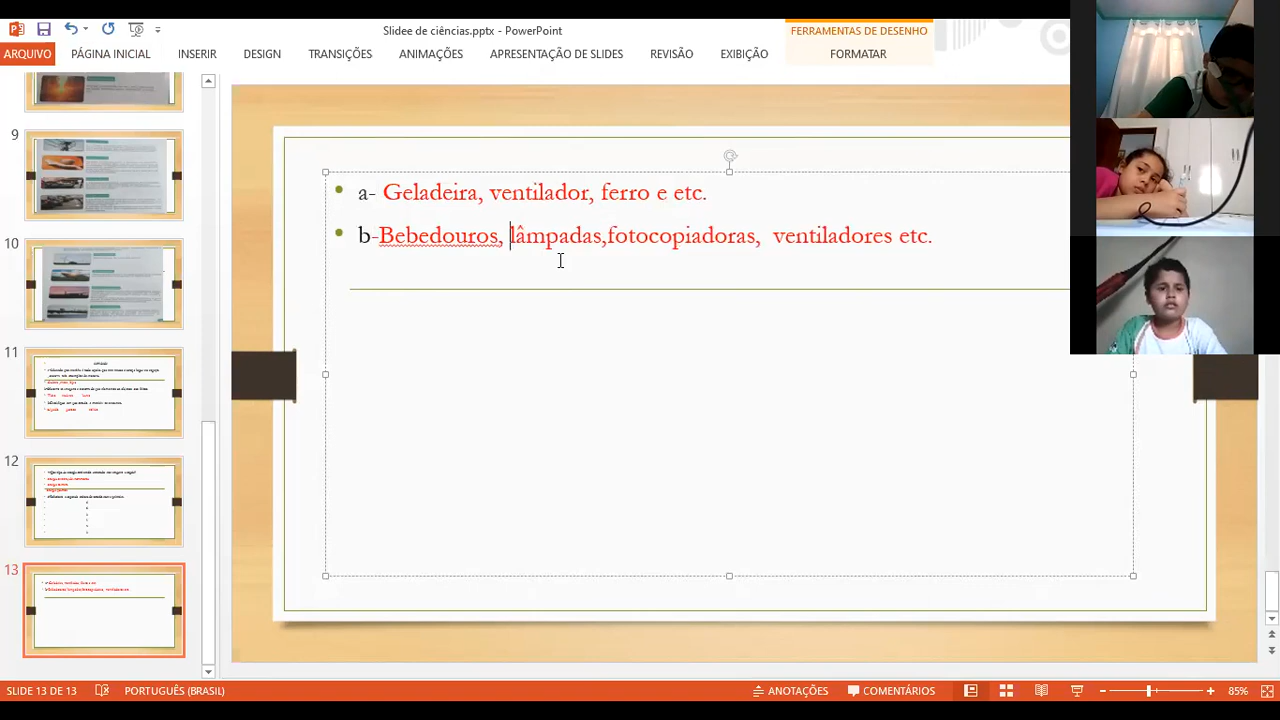 Slidee de ciências.pptx - PowerPoint
FERRAMENTAS DE DESENHO
ARQUIVO PÁGINA INICIAL INSERIR DESIGN TRANSIÇÕES ANIMAÇÕES APRESENTAÇÃO DE SLIDES REVISÃO EXIBIÇÃO FORMATAR
9
10
11
12
13
a- Geladeira, ventilador, ferro e etc.
b-Bebedouros, lâmpadas,fotocopiadoras, ventiladores etc.
SLIDE 13 DE 13 PORTUGUÊS (BRASIL) ANOTAÇÕES COMENTÁRIOS 85%